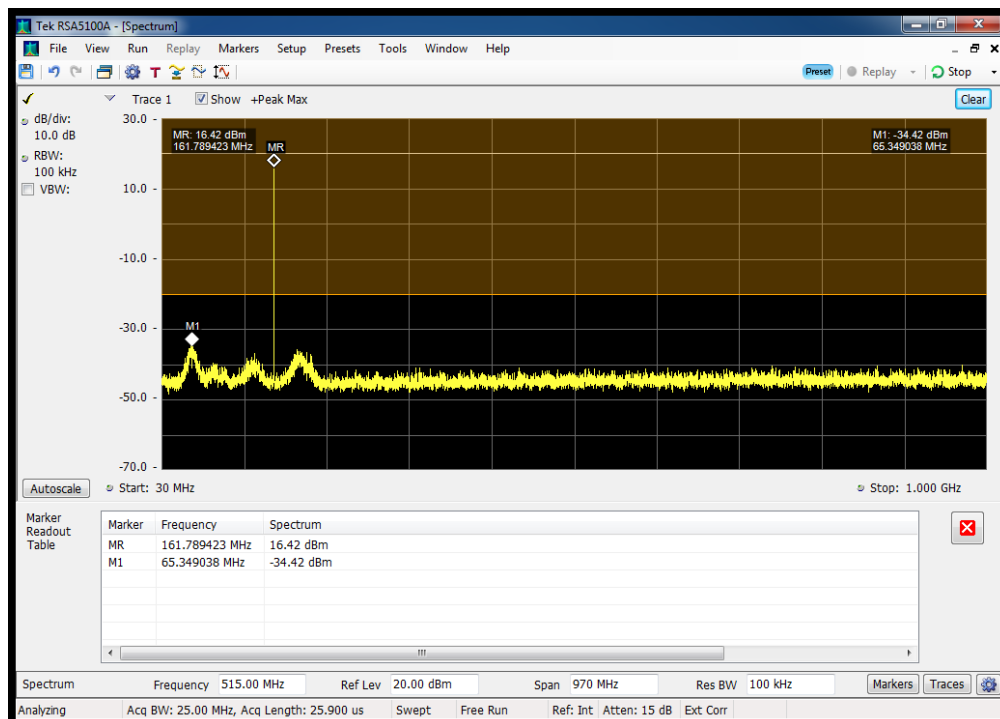 Tek RSA5100A - [Spectrum]
File View Run Replay Markers Setup Presets Tools Window Help
T Preset Replay Stop
Trace 1 Show +Peak Max Clear
dB/div:
10.0 dB
RBW:
100 kHz
VBW:
30.0
10.0
-10.0
-30.0
-50.0
-70.0
MR: 16.42 dBm
161.789423 MHz
MR
M1: -34.42 dBm
65.349038 MHz
M1
Autoscale Start: 30 MHz Stop: 1.000 GHz
Marker
Readout
Table
Marker Frequency Spectrum
MR 161.789423 MHz 16.42 dBm
M1 65.349038 MHz -34.42 dBm
Spectrum Frequency 515.00 MHz Ref Lev 20.00 dBm Span 970 MHz Res BW 100 kHz Markers Traces
Analyzing Acq BW: 25.00 MHz, Acq Length: 25.900 us Swept Free Run Ref: Int Atten: 15 dB Ext Corr